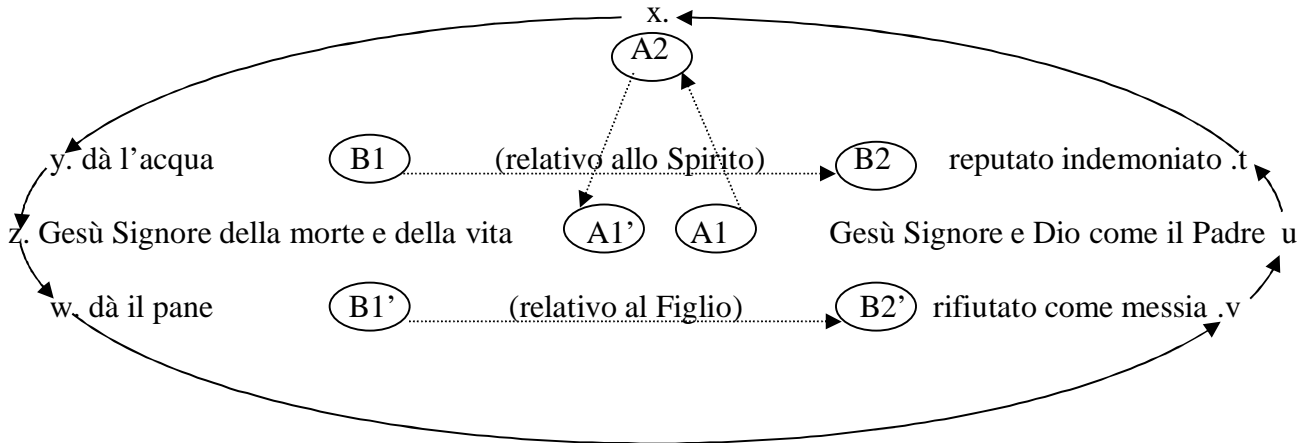 x.
A2
y. dà l’acqua B1 (relativo allo Spirito) B2 reputato indemoniato .t
z. Gesù Signore della morte e della vita A1’ A1 Gesù Signore e Dio come il Padre u
w. dà il pane B1’ (relativo al Figlio) B2’ rifiutato come messia .v